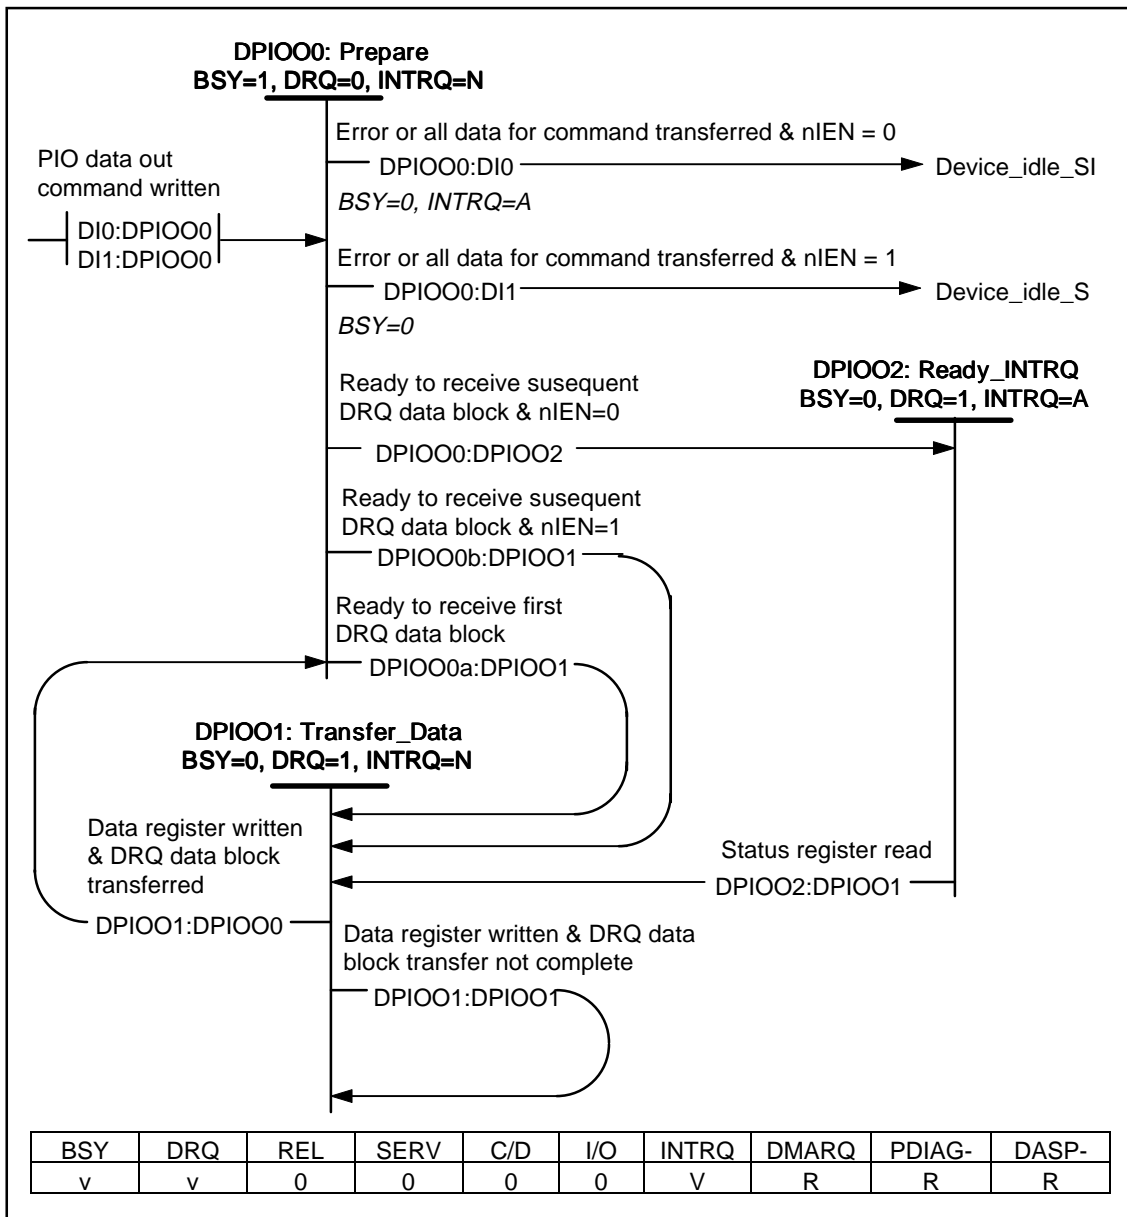 DPIOO0: Prepare
BSY=1, DRQ=0, INTRQ=N
Error or all data for command transferred & nIEN = 0
DPIOO0:DI0
Device_idle_SI
BSY=0, INTRQ=A
PIO data out
command written
DI0:DPIOO0
DI1:DPIOO0
Error or all data for command transferred & nIEN = 1
DPIOO0:DI1
Device_idle_S
BSY=0
DPIOO2: Ready_INTRQ
BSY=0, DRQ=1, INTRQ=A
Ready to receive susequent
DRQ data block & nIEN=0
DPIOO0:DPIOO2
Ready to receive susequent
DRQ data block & nIEN=1
DPIOO0b:DPIOO1
Ready to receive first
DRQ data block
DPIOO0a:DPIOO1
DPIOO1: Transfer_Data
BSY=0, DRQ=1, INTRQ=N
Data register written
& DRQ data block
transferred
DPIOO1:DPIOO0
Status register read
DPIOO2:DPIOO1
Data register written & DRQ data
block transfer not complete
DPIOO1:DPIOO1
BSY DRQ REL SERV C/D I/O INTRQ DMARQ PDIAG- DASP-
v v 0 0 0 0 V R R R